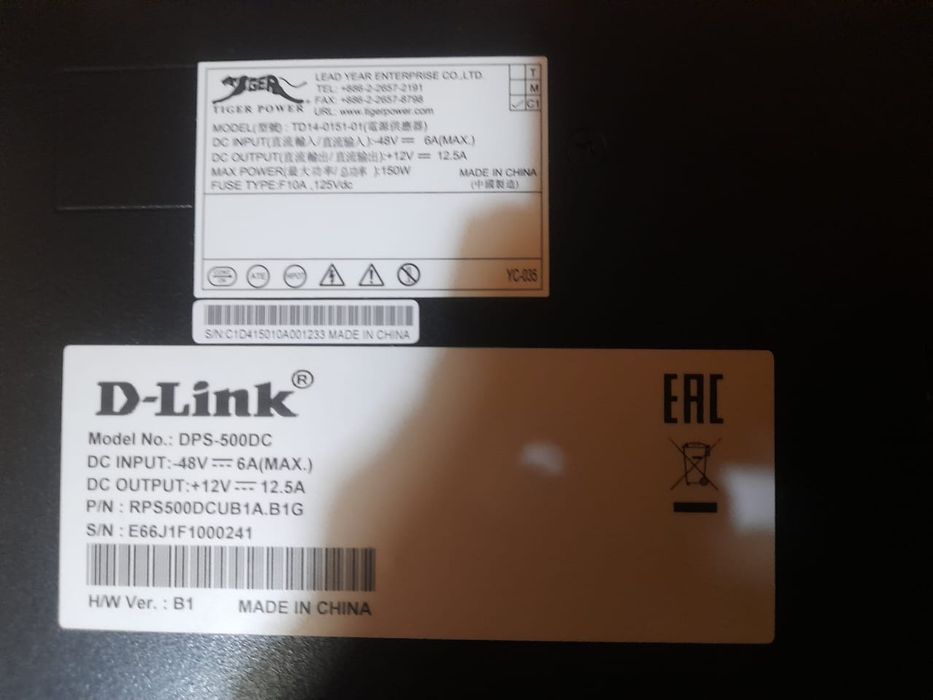 TIGER
TIGER POWER
LEAD YEAR ENTERPRISE CO.,LTD.
TEL: +886-2-2657-2191
FAX: +886-2-2657-8798
URL: www.tigerpower.com
T
M
✓ C1
MODEL(型號) : TD14-0151-01(電源供應器)
DC INPUT(直流輸入/直流输入):-48V ⎓ 6A(MAX.)
DC OUTPUT(直流輸出/直流输出):+12V ⎓ 12.5A
MAX POWER(最大功率/总功率 ):150W
MADE IN CHINA
FUSE TYPE:F10A ,125Vdc
(中國製造)
ATE
HIPOT
YC-035
S/N:C1D415010A001233 MADE IN CHINA
D-Link®
EAC
Model No.: DPS-500DC
DC INPUT:-48V ⎓ 6A(MAX.)
DC OUTPUT:+12V ⎓ 12.5A
P/N : RPS500DCUB1A.B1G
S/N : E66J1F1000241
H/W Ver. : B1 MADE IN CHINA